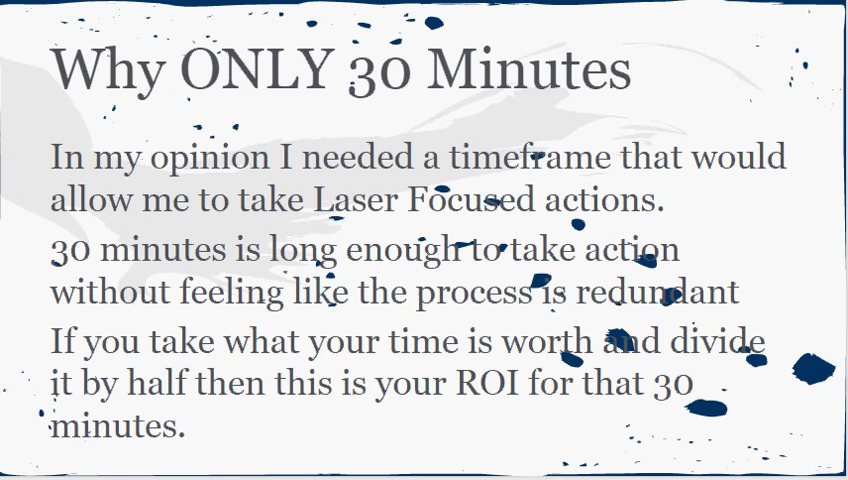 Why ONLY 30 Minutes
In my opinion I needed a timeframe that would
allow me to take Laser Focused actions.
30 minutes is long enough to take action
without feeling like the process is redundant
If you take what your time is worth and divide
it by half then this is your ROI for that 30
minutes.